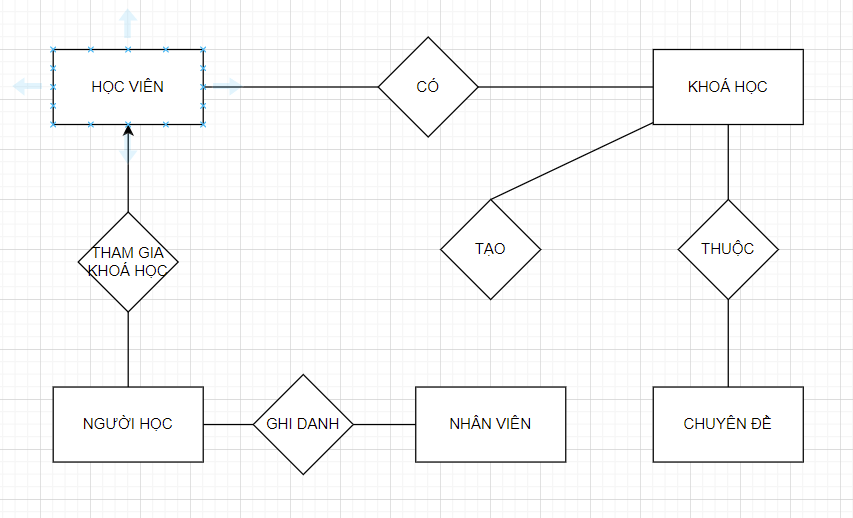 HỌC VIÊN
CÓ
KHOÁ HỌC
THAM GIA
KHOÁ HỌC
TẠO
THUỘC
NGƯỜI HỌC
GHI DANH
NHÂN VIÊN
CHUYÊN ĐỀ